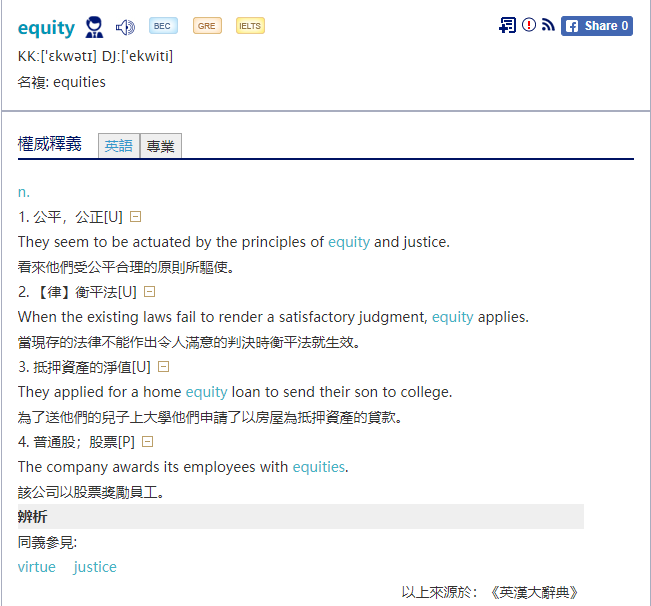 equity BEC GRE IELTS Share 0
KK:[ˈɛkwətɪ] DJ:[ˈekwiti]
名複: equities
權威釋義 英語 專業
n.
1. 公平，公正[U]
They seem to be actuated by the principles of equity and justice.
看來他們受公平合理的原則所驅使。
2. 【律】衡平法[U]
When the existing laws fail to render a satisfactory judgment, equity applies.
當現存的法律不能作出令人滿意的判決時衡平法就生效。
3. 抵押資產的淨值[U]
They applied for a home equity loan to send their son to college.
為了送他們的兒子上大學他們申請了以房屋為抵押資產的貸款。
4. 普通股；股票[P]
The company awards its employees with equities.
該公司以股票獎勵員工。
辨析
同義參見:
virtue justice
以上來源於：《英漢大辭典》